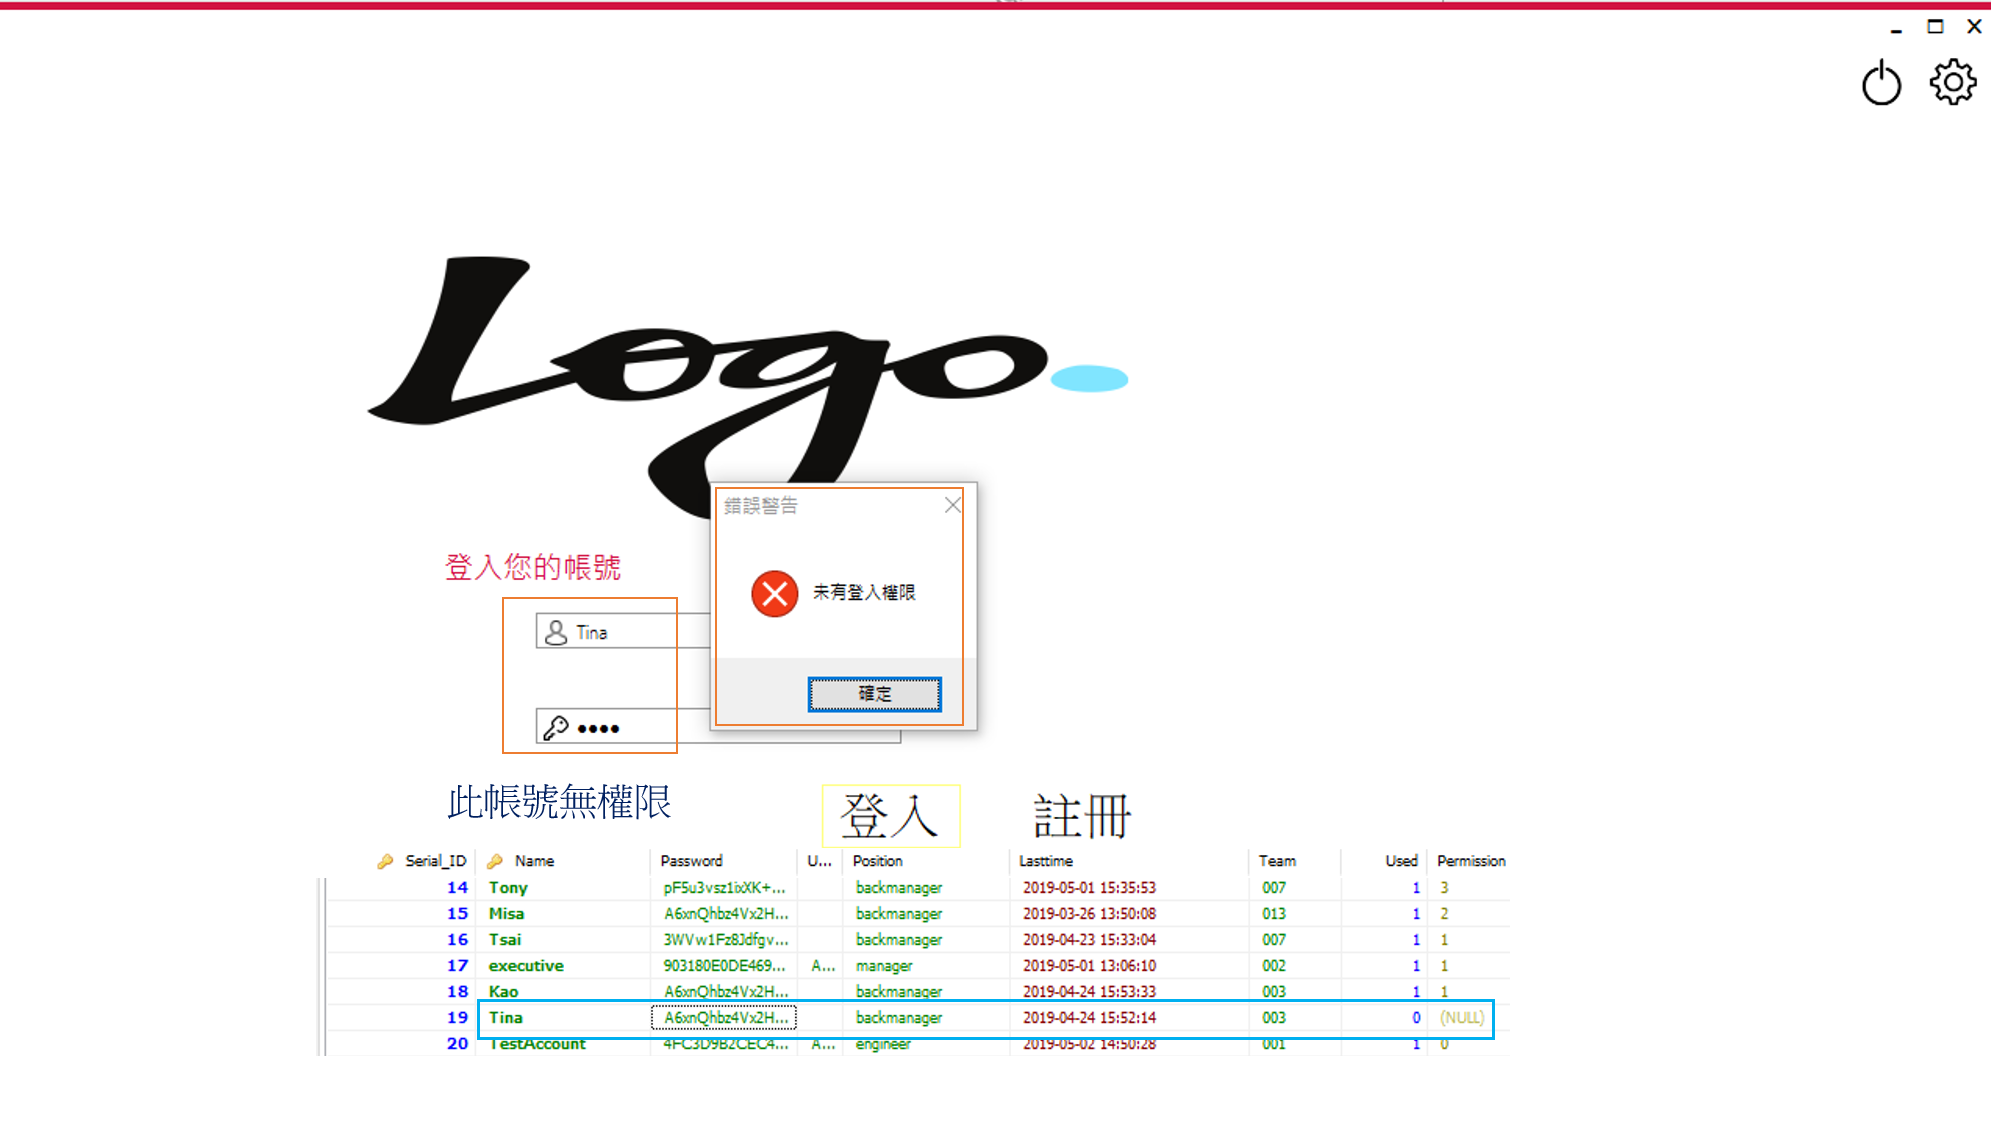 Logo.
錯誤警告
登入您的帳號
未有登入權限
Tina
確定
此帳號無權限
登入 註冊
Serial_ID Name Password U... Position Lasttime Team Used Permission
14 Tony pF5u3vsz1ixXK+... backmanager 2019-05-01 15:35:53 007 1 3
15 Misa A6xnQhbz4Vx2H... backmanager 2019-03-26 13:50:08 013 1 2
16 Tsai 3WVw1Fz8Jdfgv... backmanager 2019-04-23 15:33:04 007 1 1
17 executive 903180E0DE469... A... manager 2019-05-01 13:06:10 002 1 1
18 Kao A6xnQhbz4Vx2H... backmanager 2019-04-24 15:53:33 003 1 1
19 Tina A6xnQhbz4Vx2H... backmanager 2019-04-24 15:52:14 003 0 (NULL)
20 TestAccount 4FC3D9B2CEC4... A... engineer 2019-05-02 14:50:28 001 1 0